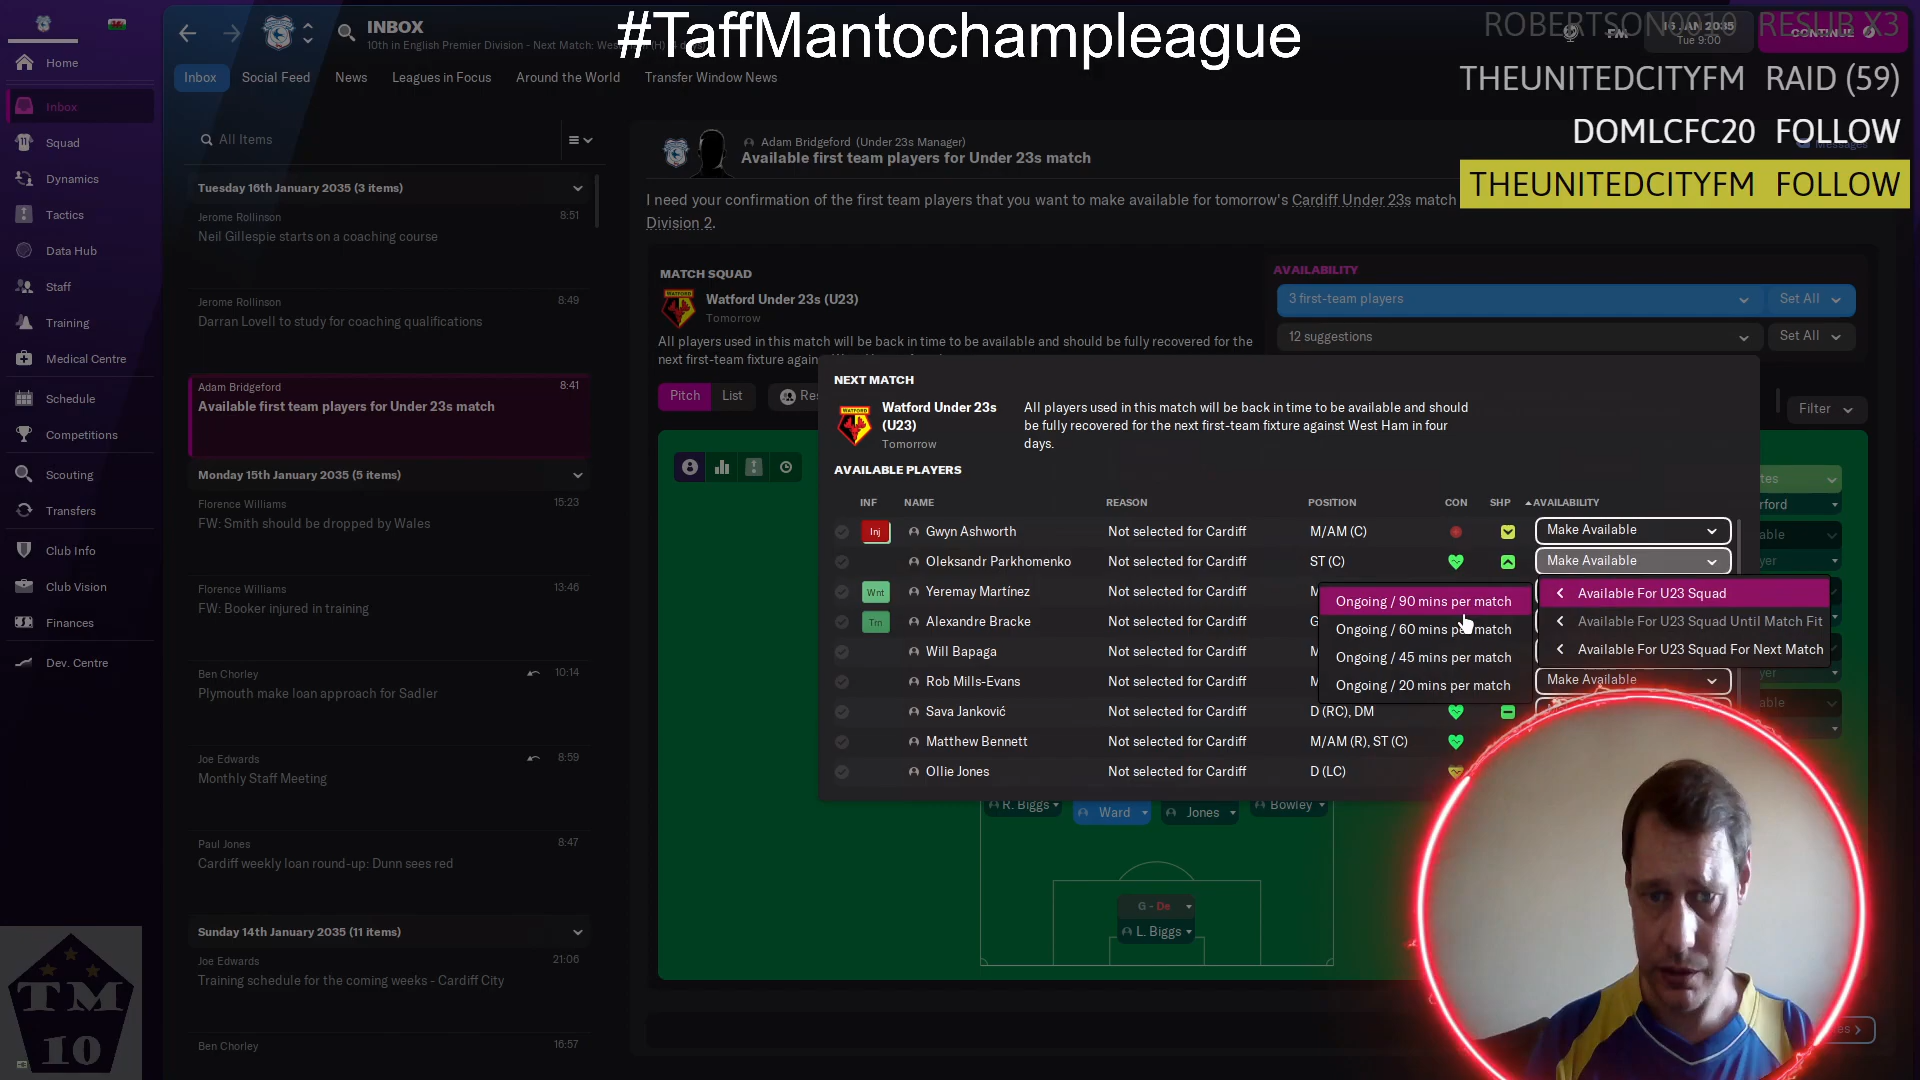 #TaffMantochampleague
ROBERTSON0010 RESUB X3
THEUNITEDCITYFM RAID (59)
DOMLCFC20 FOLLOW
THEUNITEDCITYFM FOLLOW
INBOX
10th in English Premier Division - Next Match:
16 JAN 2035
Tue 9:00
CONTINUE
FM
Inbox
Social Feed
News
Leagues in Focus
Around the World
Transfer Window News
Home
Inbox
Squad
Dynamics
Tactics
Data Hub
Staff
Training
Medical Centre
Schedule
Competitions
Scouting
Transfers
Club Info
Club Vision
Finances
Dev. Centre
TM
10
All Items
Tuesday 16th January 2035 (3 items)
Jerome Rollinson 8:51
Neil Gillespie starts on a coaching course
Jerome Rollinson 8:49
Darran Lovell to study for coaching qualifications
Adam Bridgeford 8:41
Available first team players for Under 23s match
Monday 15th January 2035 (5 items)
Florence Williams 15:23
FW: Smith should be dropped by Wales
Florence Williams 13:46
FW: Booker injured in training
Ben Chorley 10:14
Plymouth make loan approach for Sadler
Joe Edwards 8:59
Monthly Staff Meeting
Paul Jones 8:47
Cardiff weekly loan round-up: Dunn sees red
Sunday 14th January 2035 (11 items)
Joe Edwards 21:06
Training schedule for the coming weeks - Cardiff City
Ben Chorley 16:57
Adam Bridgeford (Under 23s Manager)
Available first team players for Under 23s match
Messages
I need your confirmation of the first team players that you want to make available for tomorrow's Cardiff Under 23s match
Division 2.
MATCH SQUAD
Watford Under 23s (U23)
Tomorrow
All players used in this match will be back in time to be available and should be fully recovered for the
next first-team fixture
AVAILABILITY
3 first-team players Set All
12 suggestions Set All
Pitch
List
Filter
NEXT MATCH
Watford Under 23s
(U23)
Tomorrow
All players used in this match will be back in time to be available and should
be fully recovered for the next first-team fixture against West Ham in four
days.
AVAILABLE PLAYERS
INF NAME REASON POSITION CON SHP AVAILABILITY
Inj Gwyn Ashworth Not selected for Cardiff M/AM (C) Make Available
Oleksandr Parkhomenko Not selected for Cardiff ST (C) Make Available
Wnt Yeremay Martínez Not selected for Cardiff
Trn Alexandre Bracke Not selected for Cardiff
Will Bapaga Not selected for Cardiff
Rob Mills-Evans Not selected for Cardiff Make Available
Sava Janković Not selected for Cardiff D (RC), DM
Matthew Bennett Not selected for Cardiff M/AM (R), ST (C)
Ollie Jones Not selected for Cardiff D (LC)
Available For U23 Squad
Available For U23 Squad Until Match Fit
Available For U23 Squad For Next Match
Ongoing / 90 mins per match
Ongoing / 60 mins per match
Ongoing / 45 mins per match
Ongoing / 20 mins per match
R. Biggs
Ward
Jones
Bowley
G - De
L. Biggs